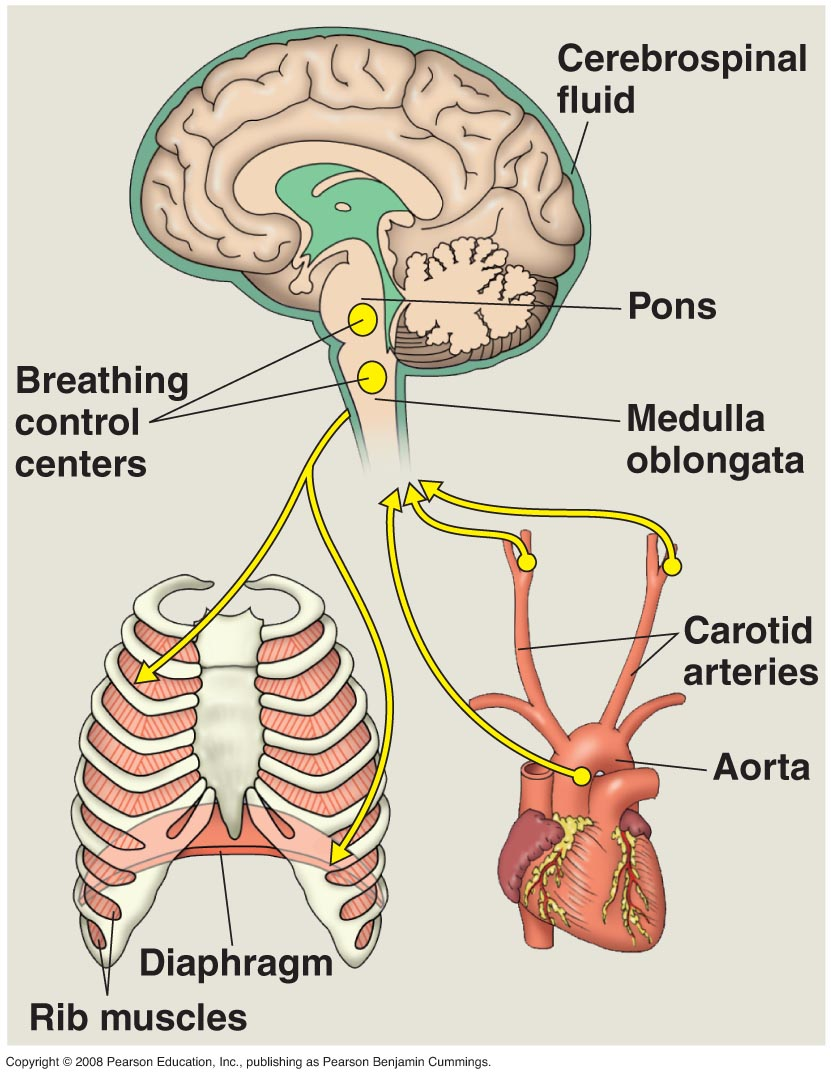 Cerebrospinal
fluid
Pons
Breathing
control
centers
Medulla
oblongata
Carotid
arteries
Aorta
Diaphragm
Rib muscles
Copyright © 2008 Pearson Education, Inc., publishing as Pearson Benjamin Cummings.